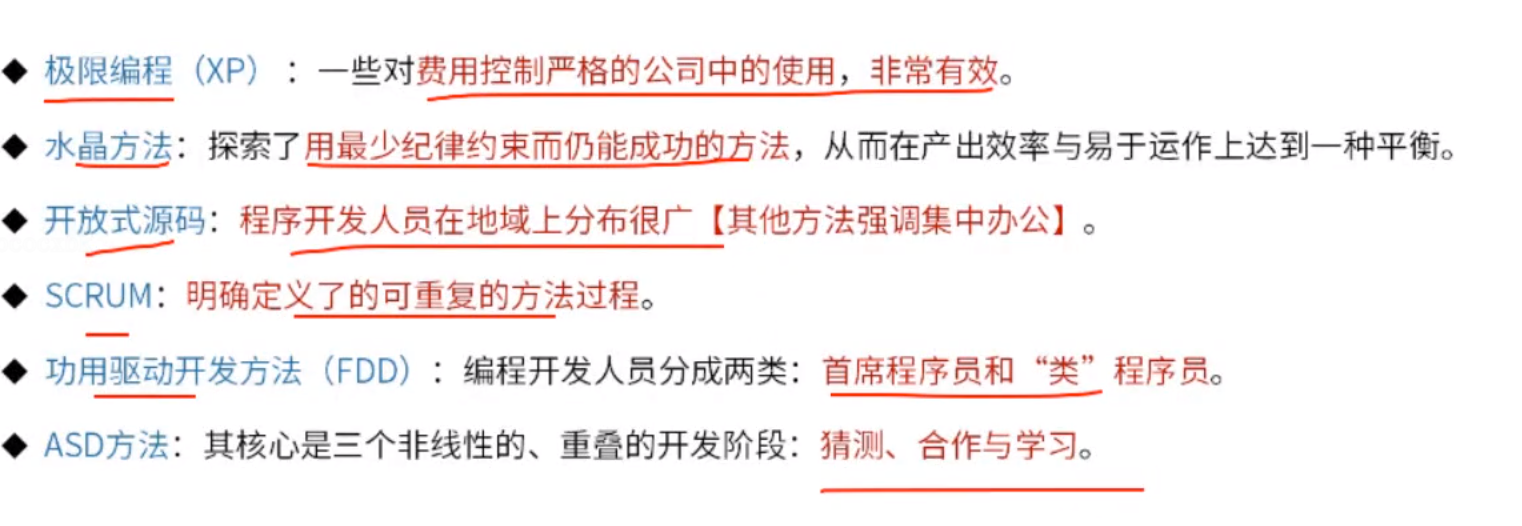 ◆ 极限编程（XP）：一些对费用控制严格的公司中的使用，非常有效。
◆ 水晶方法：探索了用最少纪律约束而仍能成功的方法，从而在产出效率与易于运作上达到一种平衡。
◆ 开放式源码：程序开发人员在地域上分布很广【其他方法强调集中办公】。
◆ SCRUM：明确定义了的可重复的方法过程。
◆ 功用驱动开发方法（FDD）：编程开发人员分成两类：首席程序员和“类”程序员。
◆ ASD方法：其核心是三个非线性的、重叠的开发阶段：猜测、合作与学习。